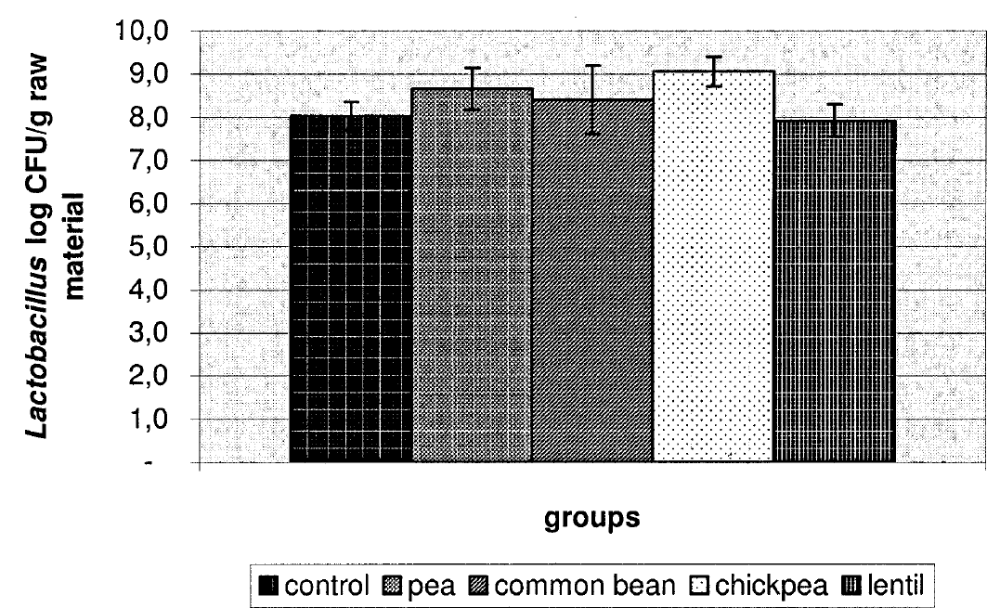 10,0
9,0
8,0
7,0
6,0
5,0
4,0
3,0
2,0
1,0
-
Lactobacillus log CFU/g raw
material
groups
control pea common bean chickpea lentil